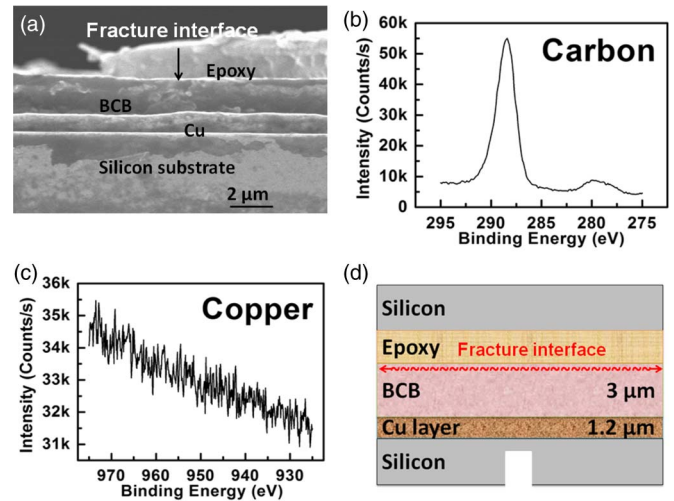 (a)
Fracture interface
Epoxy
BCB
Cu
Silicon substrate
2 μm
(b)
Carbon
Intensity (Counts/s)
60k
50k
40k
30k
20k
10k
0
295 290 285 280 275
Binding Energy (eV)
(c)
Copper
Intensity (Counts/s)
36k
35k
34k
33k
32k
31k
970 960 950 940 930
Binding Energy (eV)
(d)
Silicon
Epoxy Fracture interface
BCB 3 μm
Cu layer 1.2 μm
Silicon